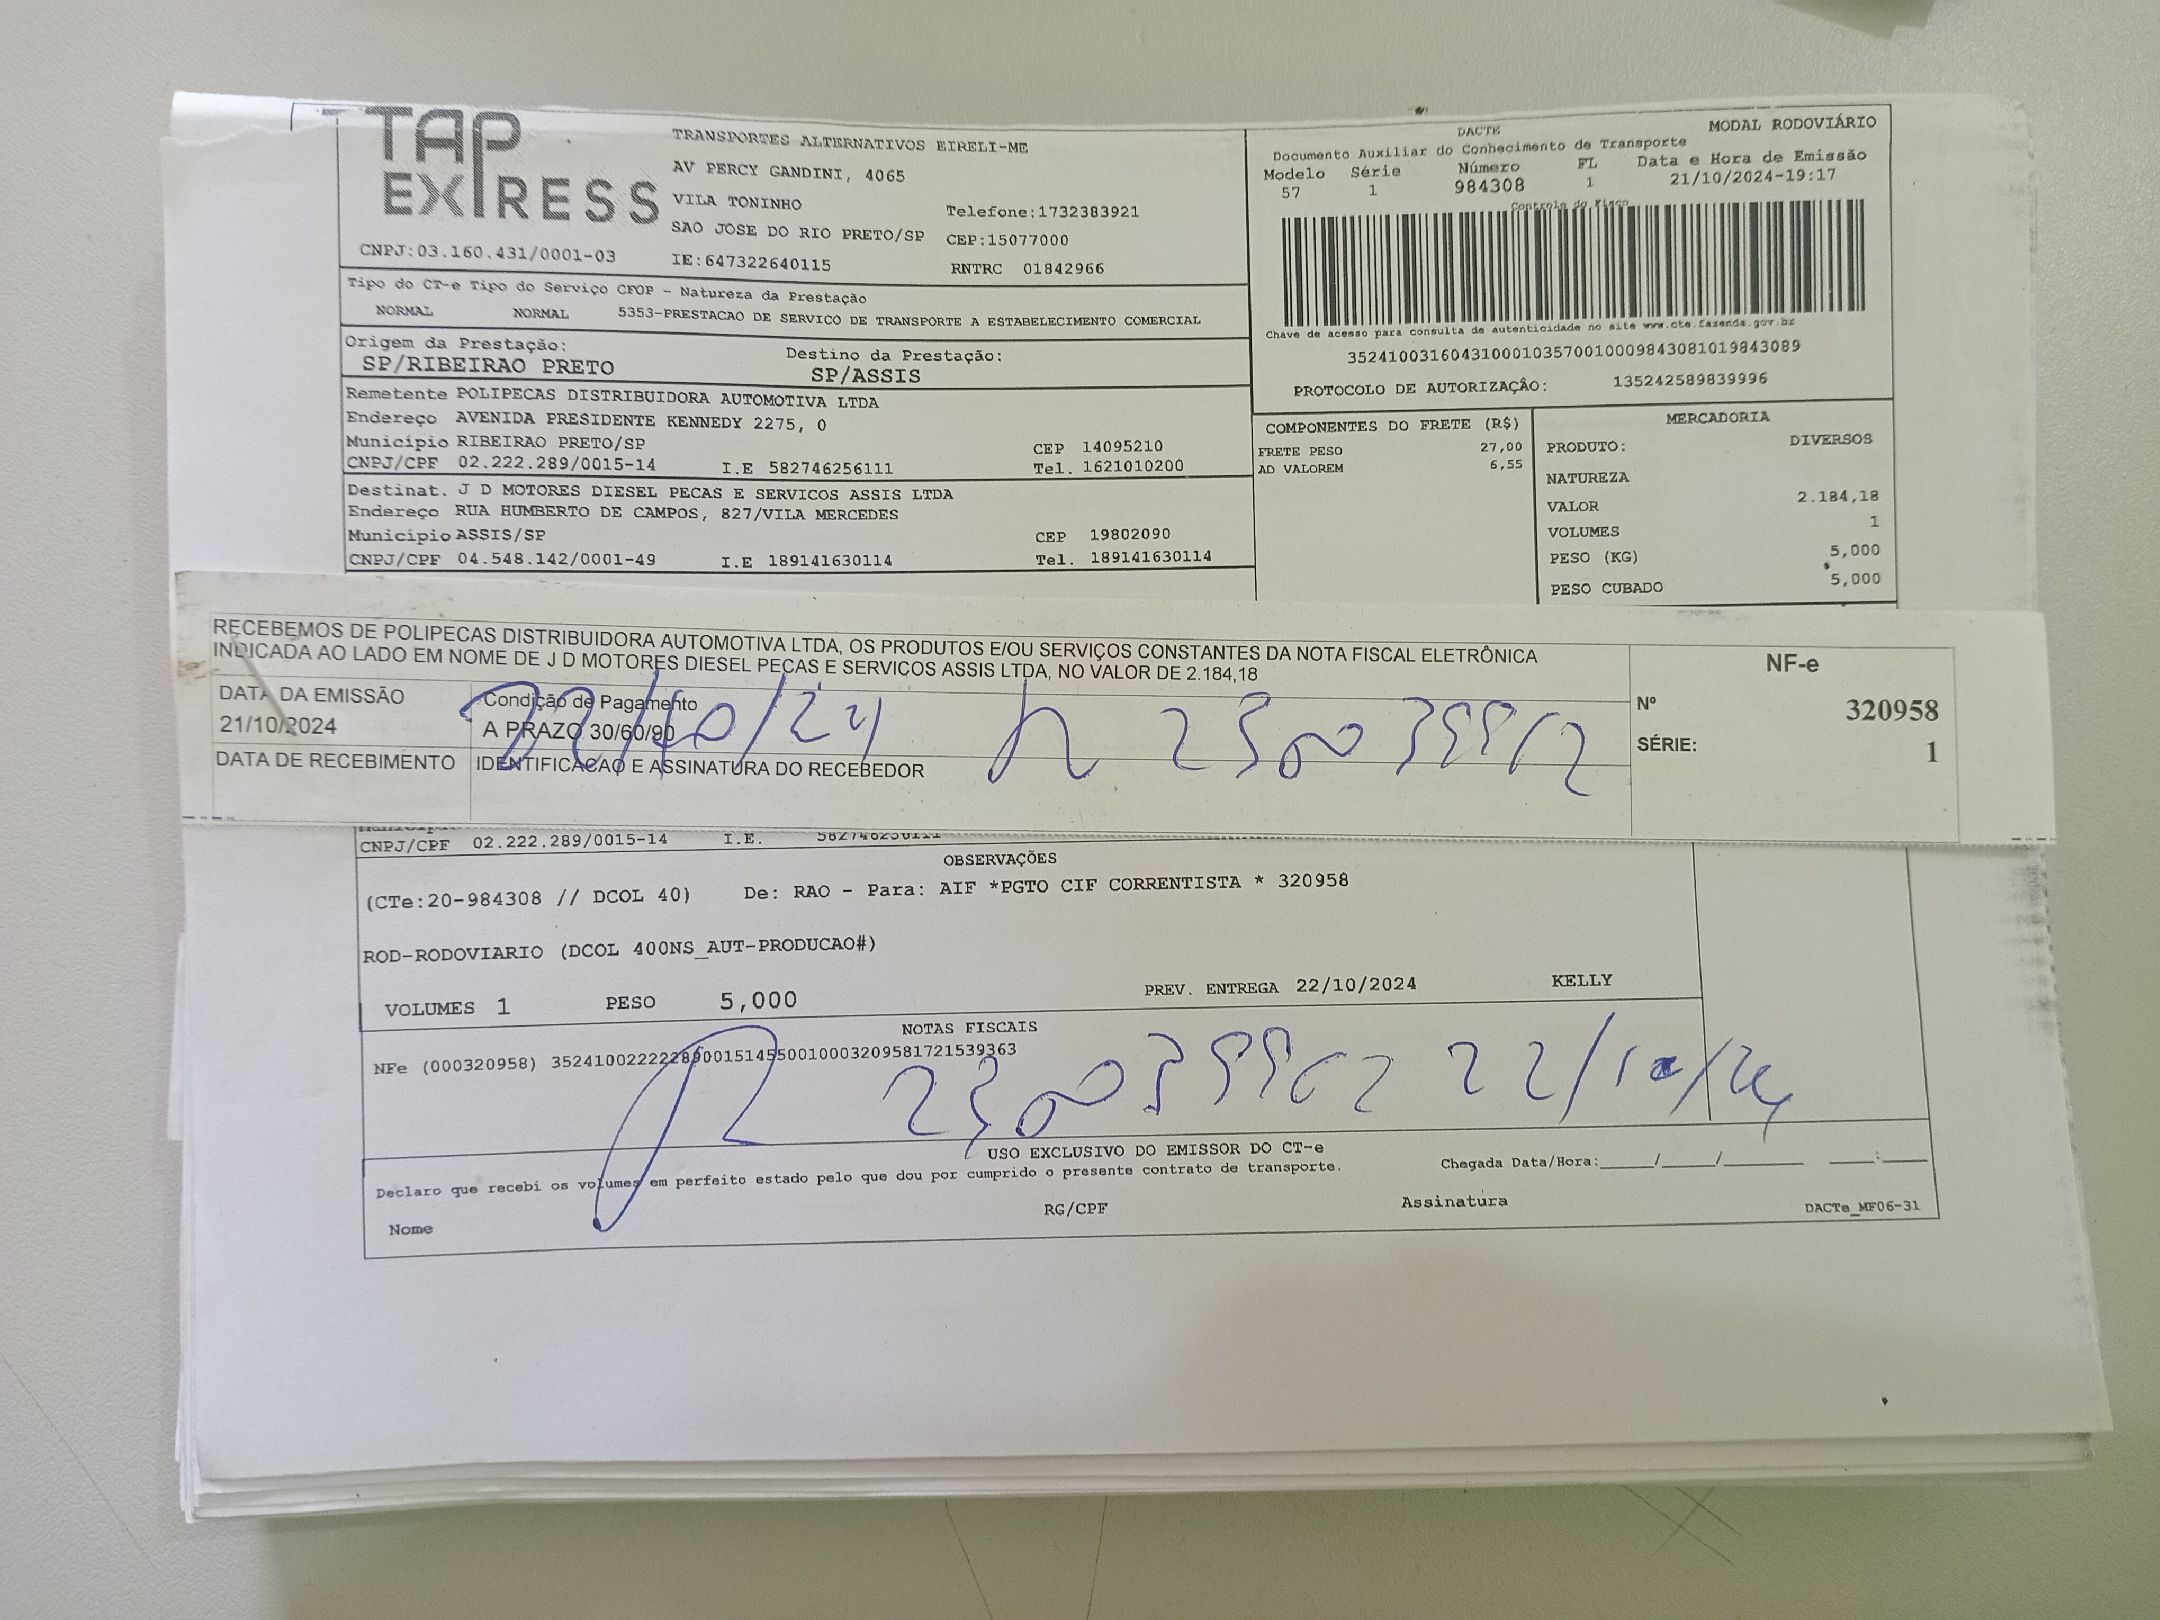 TAP EXPRESS
TRANSPORTES ALTERNATIVOS EIRELI-ME
AV PERCY GANDINI, 4065
VILA TONINHO
Telefone:1732383921
SAO JOSE DO RIO PRETO/SP CEP:15077000
CNPJ:03.160.431/0001-03 IE:647322640115 RNTRC 01842966
DACTE MODAL RODOVIÁRIO
Documento Auxiliar do Conhecimento de Transporte
Modelo Série Número FL Data e Hora de Emissão
57 1 984308 1 21/10/2024-19:17
Controle do Fisco
Chave de acesso para consulta de autenticidade no site www.cte.fazenda.gov.br
35241003160431000103570010009843081019843089
PROTOCOLO DE AUTORIZAÇÃO: 135242589839996
Tipo do CT-e Tipo do Serviço CFOP - Natureza da Prestação
NORMAL NORMAL 5353-PRESTACAO DE SERVICO DE TRANSPORTE A ESTABELECIMENTO COMERCIAL
Origem da Prestação: Destino da Prestação:
SP/RIBEIRAO PRETO SP/ASSIS
Remetente POLIPECAS DISTRIBUIDORA AUTOMOTIVA LTDA
Endereço AVENIDA PRESIDENTE KENNEDY 2275, 0
Município RIBEIRAO PRETO/SP CEP 14095210
CNPJ/CPF 02.222.289/0015-14 I.E 582746256111 Tel. 1621010200
Destinat. J D MOTORES DIESEL PECAS E SERVICOS ASSIS LTDA
Endereço RUA HUMBERTO DE CAMPOS, 827/VILA MERCEDES
Município ASSIS/SP CEP 19802090
CNPJ/CPF 04.548.142/0001-49 I.E 189141630114 Tel. 189141630114
COMPONENTES DO FRETE (R$)
FRETE PESO 27,00
AD VALOREM 6,55
MERCADORIA
PRODUTO: DIVERSOS
NATUREZA
VALOR 2.184,18
VOLUMES 1
PESO (KG) 5,000
PESO CUBADO 5,000
RECEBEMOS DE POLIPECAS DISTRIBUIDORA AUTOMOTIVA LTDA, OS PRODUTOS E/OU SERVIÇOS CONSTANTES DA NOTA FISCAL ELETRÔNICA
INDICADA AO LADO EM NOME DE J D MOTORES DIESEL PEÇAS E SERVICOS ASSIS LTDA, NO VALOR DE 2.184,18
DATA DA EMISSÃO Condição de Pagamento
21/10/2024 A PRAZO 30/60/90
22/10/24
DATA DE RECEBIMENTO IDENTIFICACAO E ASSINATURA DO RECEBEDOR
NF-e
Nº 320958
SÉRIE: 1
CNPJ/CPF 02.222.289/0015-14 I.E. 582746256111
OBSERVAÇÕES
(CTe:20-984308 // DCOL 40) De: RAO - Para: AIF *PGTO CIF CORRENTISTA * 320958
ROD-RODOVIARIO (DCOL 400NS_AUT-PRODUCAO#)
VOLUMES 1 PESO 5,000 PREV. ENTREGA 22/10/2024 KELLY
NOTAS FISCAIS
NFe (000320958) 35241002222289001514550010003209581721539363
22/10/24
USO EXCLUSIVO DO EMISSOR DO CT-e
Declaro que recebi os volumes em perfeito estado pelo que dou por cumprido o presente contrato de transporte. Chegada Data/Hora:____/____/______ ____:____
Nome RG/CPF Assinatura DACTe_MF06-31